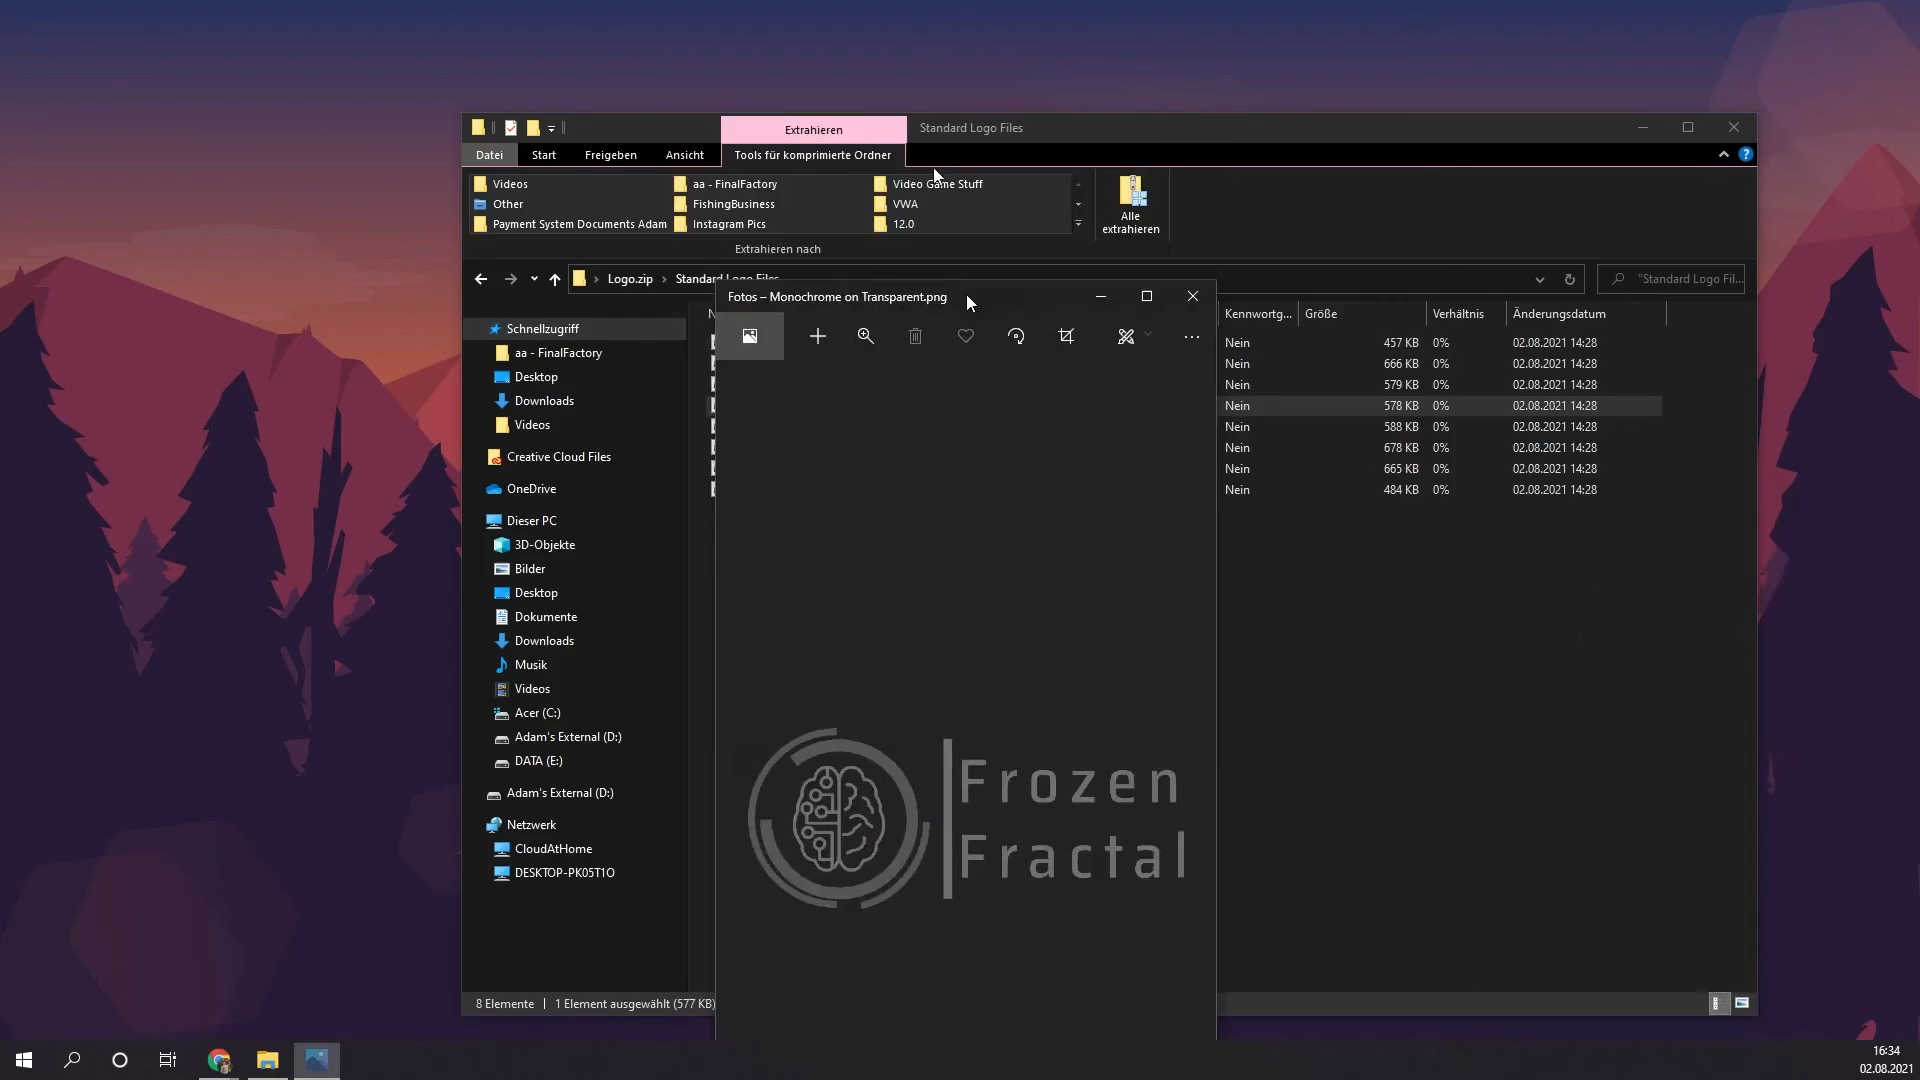 Extrahieren
Standard Logo Files
Datei
Start
Freigeben
Ansicht
Tools für komprimierte Ordner
Videos
aa - FinalFactory
Video Game Stuff
Other
FishingBusiness
VWA
Payment System Documents Adam
Instagram Pics
12.0
Alle
extrahieren
Extrahieren nach
Logo.zip
Standard Logo Files
"Standard Logo Fil...
Fotos – Monochrome on Transparent.png
N
Kennwortg...
Größe
Verhältnis
Änderungsdatum
Nein 457 KB 0% 02.08.2021 14:28
Nein 666 KB 0% 02.08.2021 14:28
Nein 579 KB 0% 02.08.2021 14:28
Nein 578 KB 0% 02.08.2021 14:28
Nein 588 KB 0% 02.08.2021 14:28
Nein 678 KB 0% 02.08.2021 14:28
Nein 665 KB 0% 02.08.2021 14:28
Nein 484 KB 0% 02.08.2021 14:28
Schnellzugriff
aa - FinalFactory
Desktop
Downloads
Videos
Creative Cloud Files
OneDrive
Dieser PC
3D-Objekte
Bilder
Desktop
Dokumente
Downloads
Musik
Videos
Acer (C:)
Adam's External (D:)
DATA (E:)
Adam's External (D:)
Netzwerk
CloudAtHome
DESKTOP-PK05T1O
Frozen
Fractal
8 Elemente
1 Element ausgewählt (577 KB)
16:34
02.08.2021